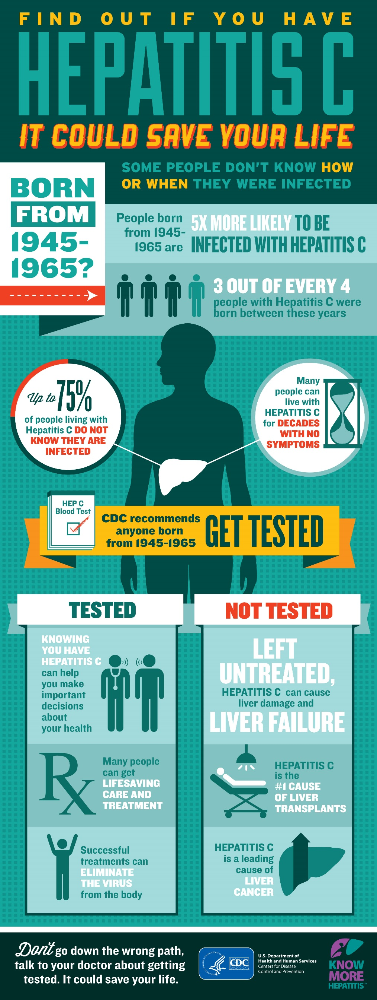 FIND OUT IF YOU HAVE
HEPATITIS C
IT COULD SAVE YOUR LIFE
SOME PEOPLE DON'T KNOW HOW
OR WHEN THEY WERE INFECTED
BORN
FROM
1945-
1965?
People born
from 1945-
1965 are
5X MORE LIKELY TO BE
INFECTED WITH HEPATITIS C
3 OUT OF EVERY 4
people with Hepatitis C were
born between these years
Up to 75%
of people living with
Hepatitis C DO NOT
KNOW THEY ARE
INFECTED
Many
people can
live with
HEPATITIS C
for DECADES
WITH NO
SYMPTOMS
HEP C
Blood Test
CDC recommends
anyone born
from 1945-1965
GET TESTED
TESTED
KNOWING
YOU HAVE
HEPATITIS C
can help
you make
important
decisions
about
your health
Rx
Many people
can get
LIFESAVING
CARE AND
TREATMENT
Successful
treatments can
ELIMINATE
THE VIRUS
from the body
NOT TESTED
LEFT
UNTREATED,
HEPATITIS C can cause
liver damage and
LIVER FAILURE
HEPATITIS C
is the
#1 CAUSE
OF LIVER
TRANSPLANTS
HEPATITIS C
is a leading
cause of
LIVER
CANCER
Don't go down the wrong path,
talk to your doctor about getting
tested. It could save your life.
CDC
U.S. Department of
Health and Human Services
Centers for Disease
Control and Prevention
KNOW
MORE
HEPATITIS™